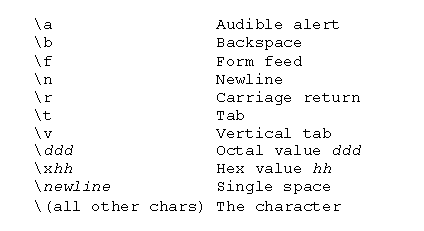 \a Audible alert
\b Backspace
\f Form feed
\n Newline
\r Carriage return
\t Tab
\v Vertical tab
\ddd Octal value ddd
\xhh Hex value hh
\newline Single space
\(all other chars) The character